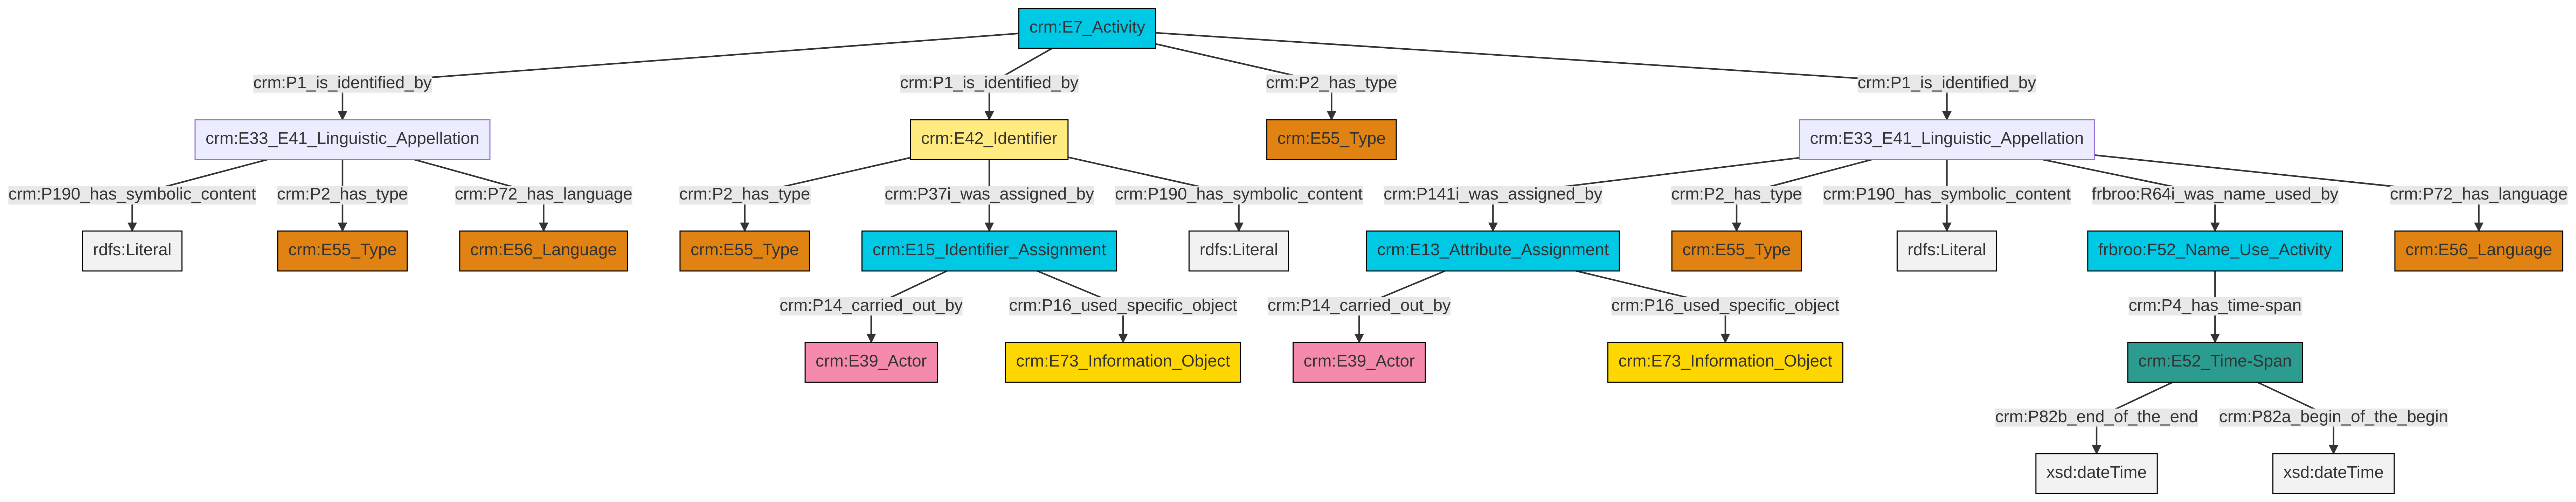 crm:E7_Activity
crm:P1_is_identified_by
crm:P1_is_identified_by
crm:P2_has_type
crm:P1_is_identified_by
crm:E33_E41_Linguistic_Appellation
crm:E42_Identifier
crm:E55_Type
crm:E33_E41_Linguistic_Appellation
crm:P190_has_symbolic_content
crm:P2_has_type
crm:P72_has_language
crm:P2_has_type
crm:P37i_was_assigned_by
crm:P190_has_symbolic_content
crm:P141i_was_assigned_by
crm:P2_has_type
crm:P190_has_symbolic_content
frbroo:R64i_was_name_used_by
crm:P72_has_language
rdfs:Literal
crm:E55_Type
crm:E56_Language
crm:E55_Type
crm:E15_Identifier_Assignment
rdfs:Literal
crm:E13_Attribute_Assignment
crm:E55_Type
rdfs:Literal
frbroo:F52_Name_Use_Activity
crm:E56_Language
crm:P14_carried_out_by
crm:P16_used_specific_object
crm:P14_carried_out_by
crm:P16_used_specific_object
crm:P4_has_time-span
crm:E39_Actor
crm:E73_Information_Object
crm:E39_Actor
crm:E73_Information_Object
crm:E52_Time-Span
crm:P82b_end_of_the_end
crm:P82a_begin_of_the_begin
xsd:dateTime
xsd:dateTime